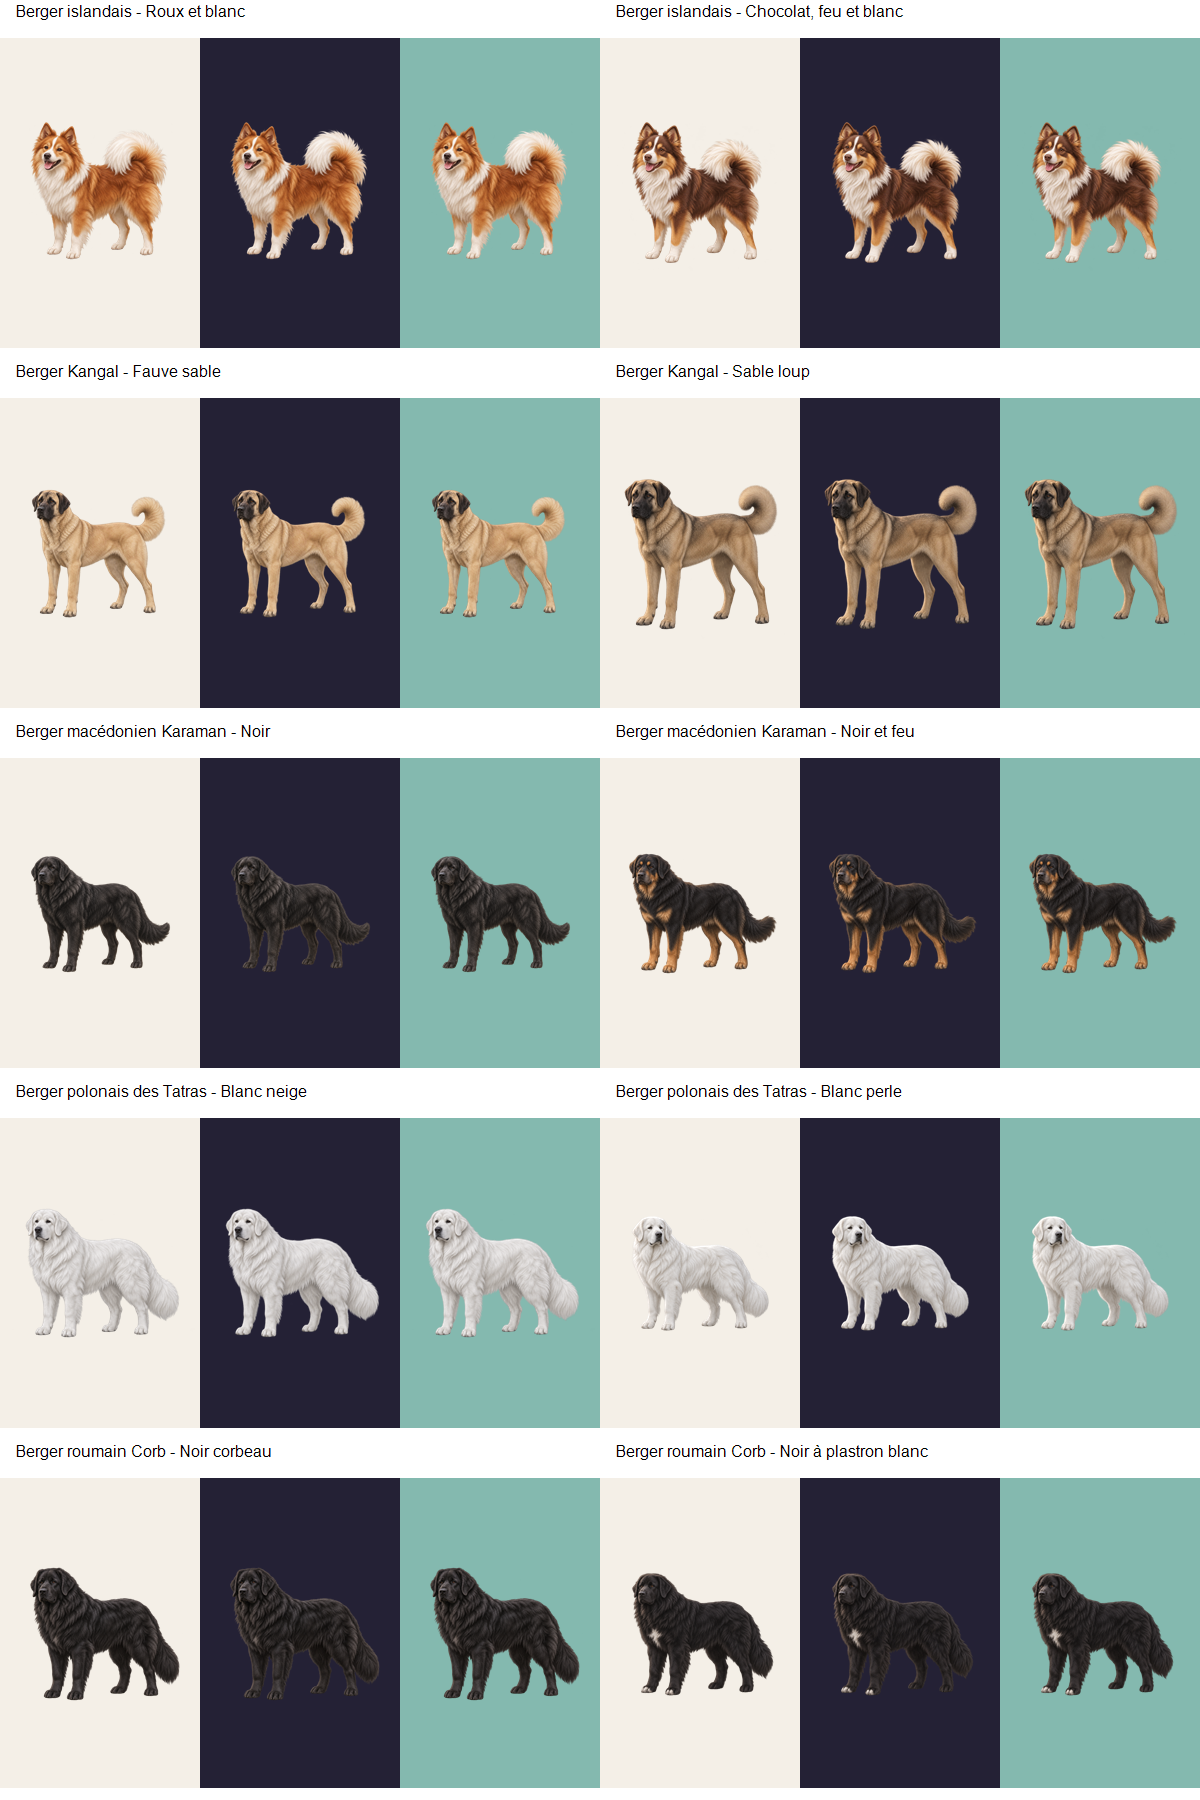 Berger islandais - Roux et blanc
Berger islandais - Chocolat, feu et blanc
Berger Kangal - Fauve sable
Berger Kangal - Sable loup
Berger macédonien Karaman - Noir
Berger macédonien Karaman - Noir et feu
Berger polonais des Tatras - Blanc neige
Berger polonais des Tatras - Blanc perle
Berger roumain Corb - Noir corbeau
Berger roumain Corb - Noir à plastron blanc